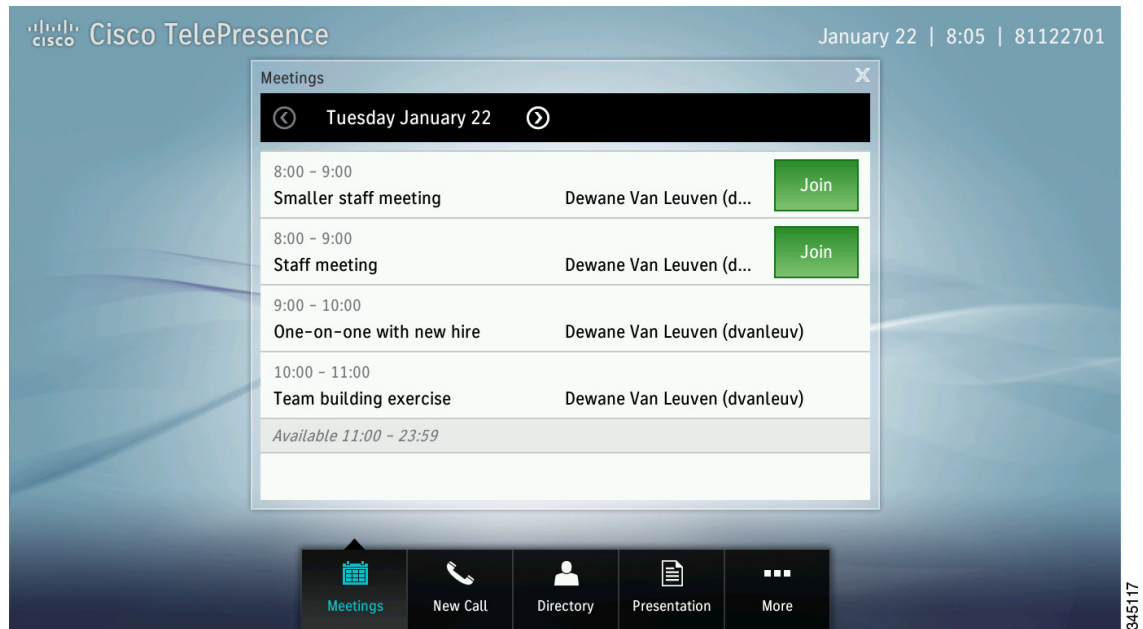 cisco Cisco TelePresence
January 22 | 8:05 | 81122701
Meetings X
Tuesday January 22
8:00 - 9:00
Smaller staff meeting Dewane Van Leuven (d...
Join
8:00 - 9:00
Staff meeting Dewane Van Leuven (d...
Join
9:00 - 10:00
One-on-one with new hire Dewane Van Leuven (dvanleuv)
10:00 - 11:00
Team building exercise Dewane Van Leuven (dvanleuv)
Available 11:00 - 23:59
Meetings New Call Directory Presentation More
345117